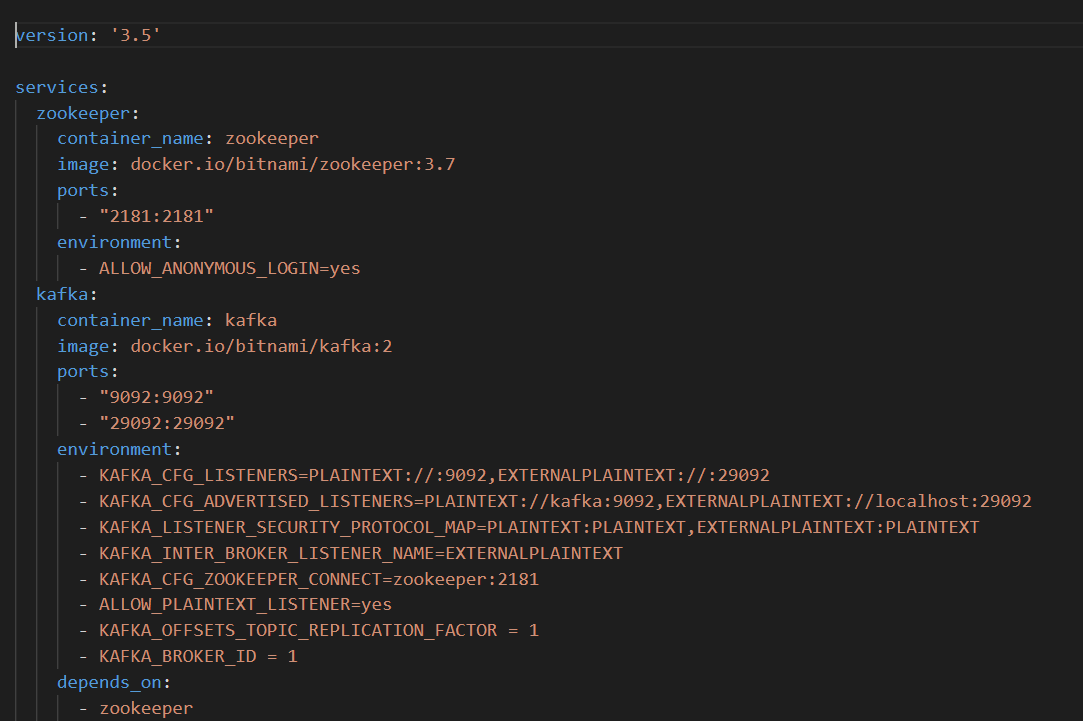 version: '3.5'
services:
zookeeper:
container_name: zookeeper
image: docker.io/bitnami/zookeeper:3.7
ports:
- "2181:2181"
environment:
- ALLOW_ANONYMOUS_LOGIN=yes
kafka:
container_name: kafka
image: docker.io/bitnami/kafka:2
ports:
- "9092:9092"
- "29092:29092"
environment:
- KAFKA_CFG_LISTENERS=PLAINTEXT://:9092,EXTERNALPLAINTEXT://:29092
- KAFKA_CFG_ADVERTISED_LISTENERS=PLAINTEXT://kafka:9092,EXTERNALPLAINTEXT://localhost:29092
- KAFKA_LISTENER_SECURITY_PROTOCOL_MAP=PLAINTEXT:PLAINTEXT,EXTERNALPLAINTEXT:PLAINTEXT
- KAFKA_INTER_BROKER_LISTENER_NAME=EXTERNALPLAINTEXT
- KAFKA_CFG_ZOOKEEPER_CONNECT=zookeeper:2181
- ALLOW_PLAINTEXT_LISTENER=yes
- KAFKA_OFFSETS_TOPIC_REPLICATION_FACTOR = 1
- KAFKA_BROKER_ID = 1
depends_on:
- zookeeper